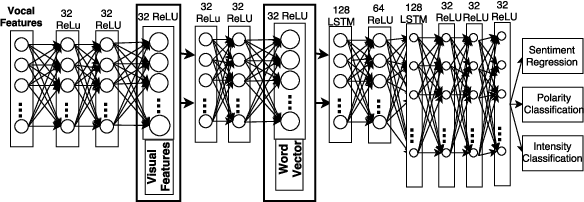 Vocal
Features
32
ReLu
32
ReLU
32 ReLU
Visual
Features
32
ReLu
32
ReLU
32 ReLU
Word
Vector
128
LSTM
64
ReLU
128
LSTM
32
ReLU
32
ReLU
32
ReLU
Sentiment
Regression
Polarity
Classification
Intensity
Classification